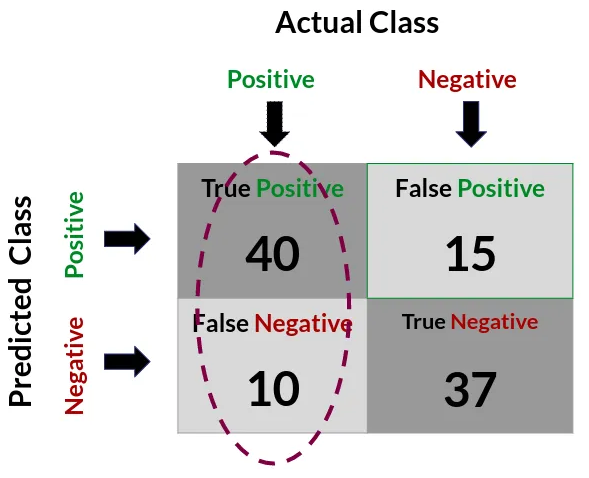 Actual Class
Positive
Negative
Predicted Class
Positive
True Positive
False Positive
40
15
Negative
False Negative
True Negative
10
37